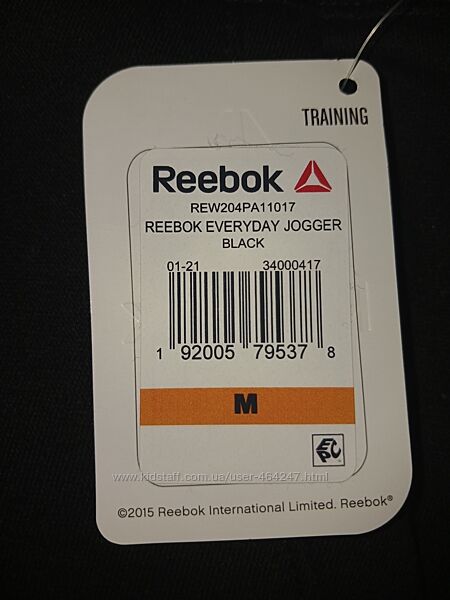 TRAINING
Reebok
REW204PA11017
REEBOK EVERYDAY JOGGER
BLACK
01-21 34000417
1 92005 79537 8
M
EPC
www.kidstaff.com.ua/user-464247.html
©2015 Reebok International Limited. Reebok®